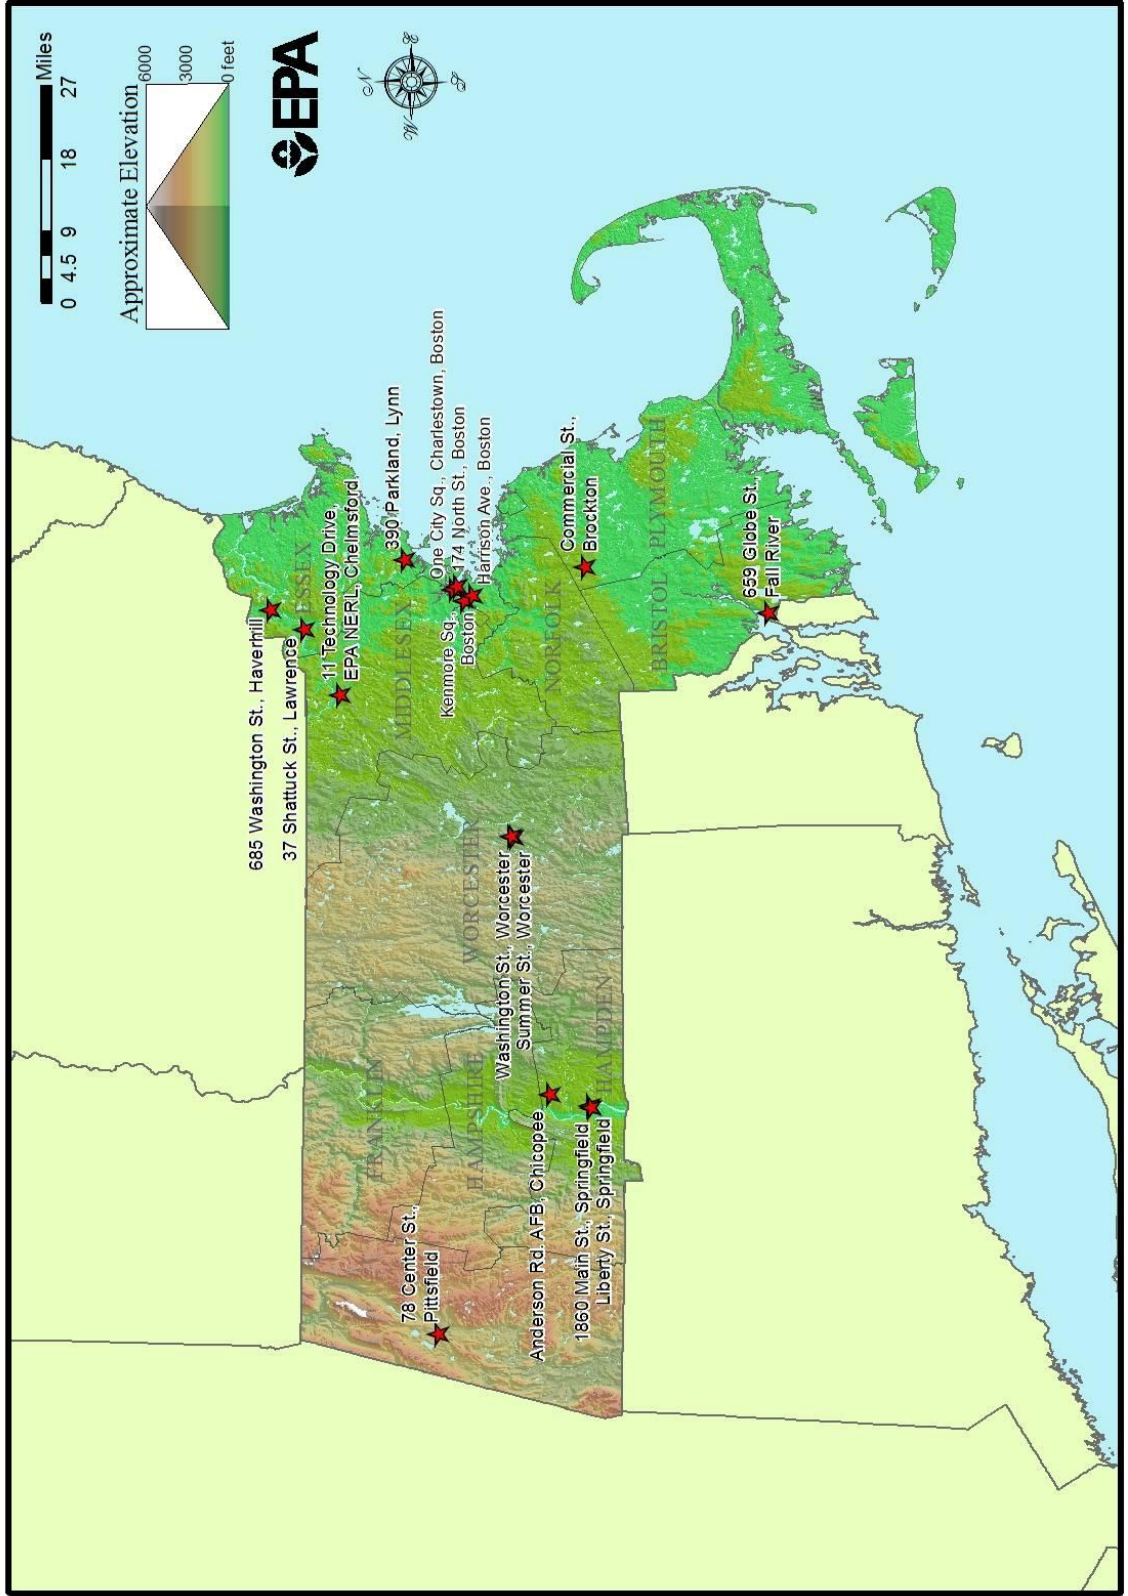 0 4.5 9 18 27
Miles
Approximate Elevation
6000
3000
0 feet
EPA
N
E
S
W
685 Washington St., Haverhill
37 Shattuck St., Lawrence
ESSEX
11 Technology Drive,
EPA NERL, Chelmsford
390 Parkland, Lynn
MIDDLESEX
One City Sq., Charlestown, Boston
174 North St., Boston
Harrison Ave., Boston
Kenmore Sq.,
Boston
Commercial St.,
Brockton
NORFOLK
BRISTOL
PLYMOUTH
659 Globe St.,
Fall River
WORCESTER
Washington St., Worcester
Summer St., Worcester
FRANKLIN
HAMPSHIRE
HAMPDEN
78 Center St.,
Pittsfield
Anderson Rd. AFB, Chicopee
1860 Main St., Springfield
Liberty St., Springfield